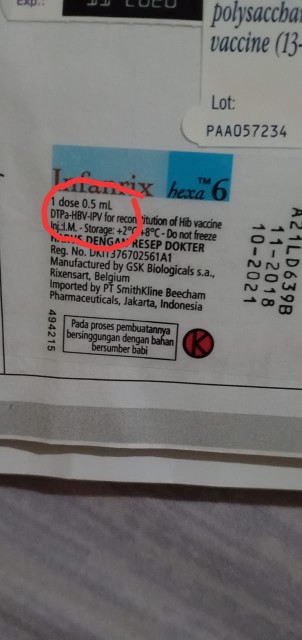 Exp.:
polysaccha
vaccine (13-
Lot:
PAA057234
Infanrix hexa™ 6
1 dose 0.5 mL
DTPa-HBV-IPV for reconstitution of Hib vaccine
Inj.:I.M. - Storage: +2°C +8°C - Do not freeze
HARUS DENGAN RESEP DOKTER
Reg. No. DKI1376702561A1
Manufactured by GSK Biologicals s.a.,
Rixensart, Belgium
Imported by PT SmithKline Beecham
Pharmaceuticals, Jakarta, Indonesia
Pada proses pembuatannya
bersinggungan dengan bahan
bersumber babi
K
494215
A21LD639B
11-2018
10-2021